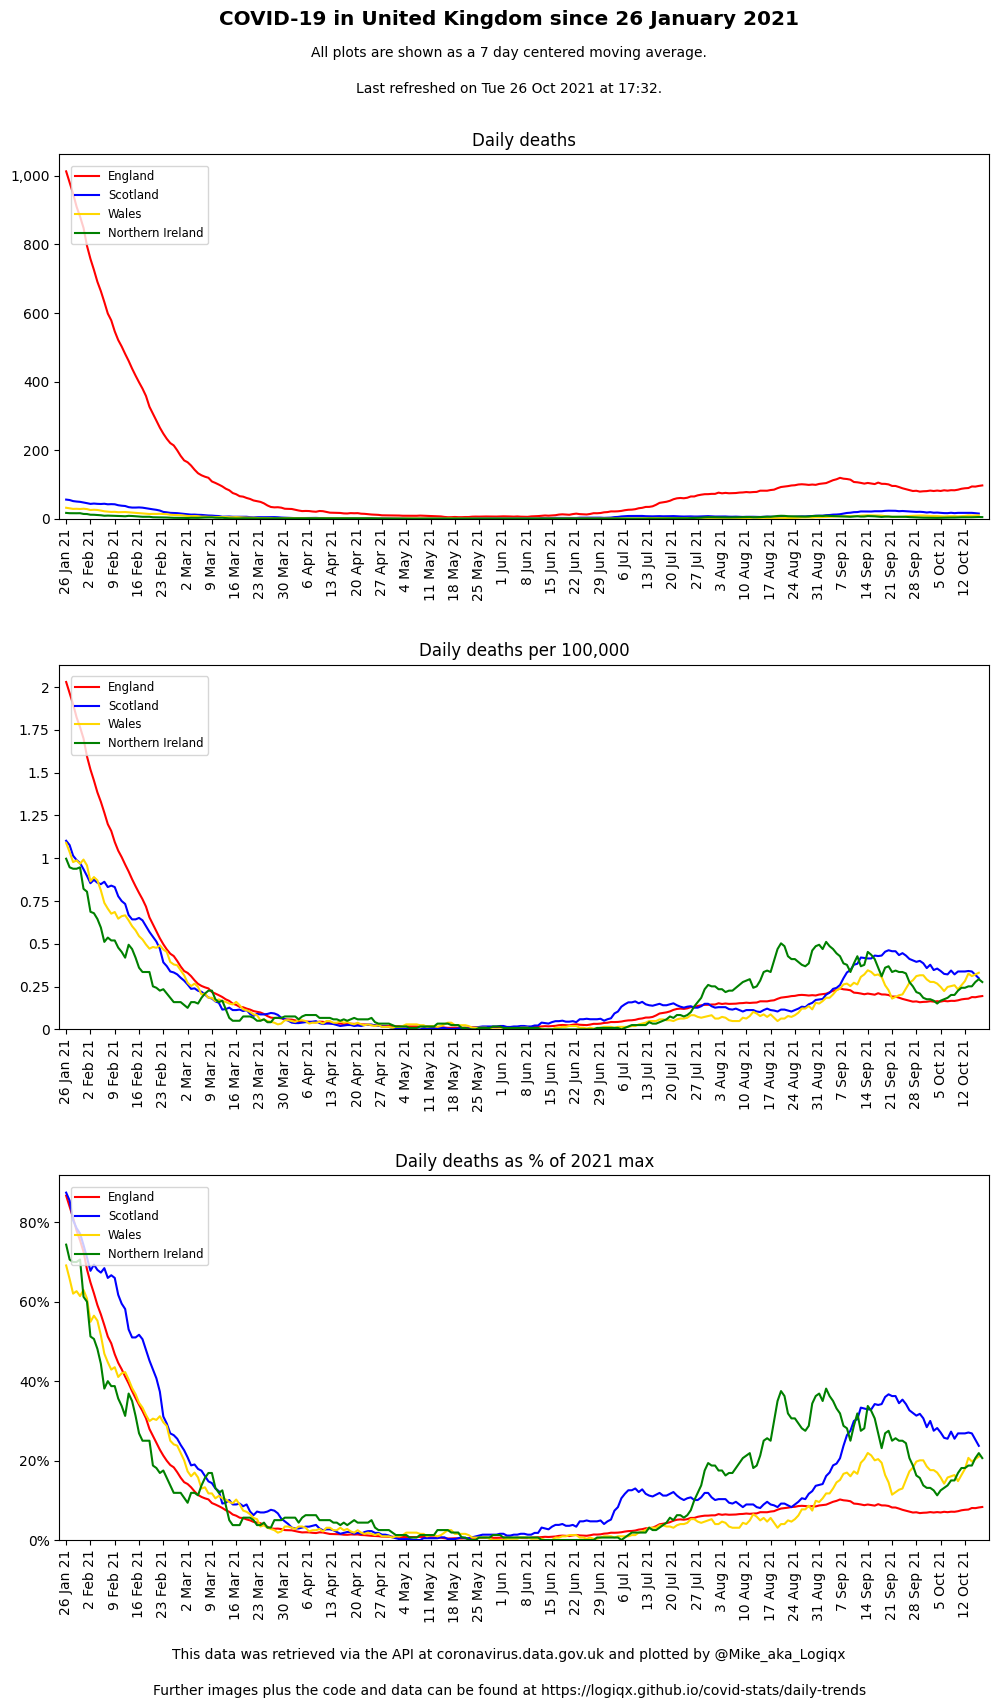 COVID-19 in United Kingdom since 26 January 2021
All plots are shown as a 7 day centered moving average.
Last refreshed on Tue 26 Oct 2021 at 17:32.
Daily deaths
1,000
800
600
400
200
0
England
Scotland
Wales
Northern Ireland
26 Jan 21
2 Feb 21
9 Feb 21
16 Feb 21
23 Feb 21
2 Mar 21
9 Mar 21
16 Mar 21
23 Mar 21
30 Mar 21
6 Apr 21
13 Apr 21
20 Apr 21
27 Apr 21
4 May 21
11 May 21
18 May 21
25 May 21
1 Jun 21
8 Jun 21
15 Jun 21
22 Jun 21
29 Jun 21
6 Jul 21
13 Jul 21
20 Jul 21
27 Jul 21
3 Aug 21
10 Aug 21
17 Aug 21
24 Aug 21
31 Aug 21
7 Sep 21
14 Sep 21
21 Sep 21
28 Sep 21
5 Oct 21
12 Oct 21
Daily deaths per 100,000
2
1.75
1.5
1.25
1
0.75
0.5
0.25
0
England
Scotland
Wales
Northern Ireland
26 Jan 21
2 Feb 21
9 Feb 21
16 Feb 21
23 Feb 21
2 Mar 21
9 Mar 21
16 Mar 21
23 Mar 21
30 Mar 21
6 Apr 21
13 Apr 21
20 Apr 21
27 Apr 21
4 May 21
11 May 21
18 May 21
25 May 21
1 Jun 21
8 Jun 21
15 Jun 21
22 Jun 21
29 Jun 21
6 Jul 21
13 Jul 21
20 Jul 21
27 Jul 21
3 Aug 21
10 Aug 21
17 Aug 21
24 Aug 21
31 Aug 21
7 Sep 21
14 Sep 21
21 Sep 21
28 Sep 21
5 Oct 21
12 Oct 21
Daily deaths as % of 2021 max
80%
60%
40%
20%
0%
England
Scotland
Wales
Northern Ireland
26 Jan 21
2 Feb 21
9 Feb 21
16 Feb 21
23 Feb 21
2 Mar 21
9 Mar 21
16 Mar 21
23 Mar 21
30 Mar 21
6 Apr 21
13 Apr 21
20 Apr 21
27 Apr 21
4 May 21
11 May 21
18 May 21
25 May 21
1 Jun 21
8 Jun 21
15 Jun 21
22 Jun 21
29 Jun 21
6 Jul 21
13 Jul 21
20 Jul 21
27 Jul 21
3 Aug 21
10 Aug 21
17 Aug 21
24 Aug 21
31 Aug 21
7 Sep 21
14 Sep 21
21 Sep 21
28 Sep 21
5 Oct 21
12 Oct 21
This data was retrieved via the API at coronavirus.data.gov.uk and plotted by @Mike_aka_Logiqx
Further images plus the code and data can be found at https://logiqx.github.io/covid-stats/daily-trends